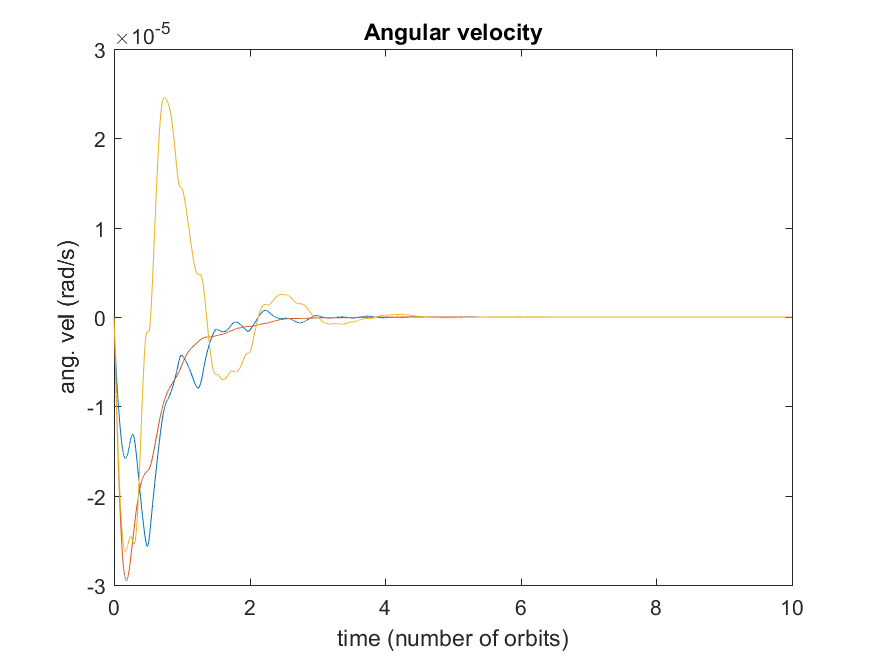 Angular velocity
×10-5
3
2
1
0
-1
-2
-3
ang. vel (rad/s)
0 2 4 6 8 10
time (number of orbits)